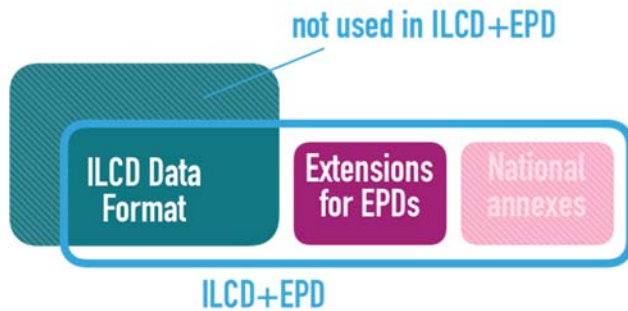 not used in ILCD+EPD
ILCD Data
Format
Extensions
for EPDs
National
annexes
ILCD+EPD